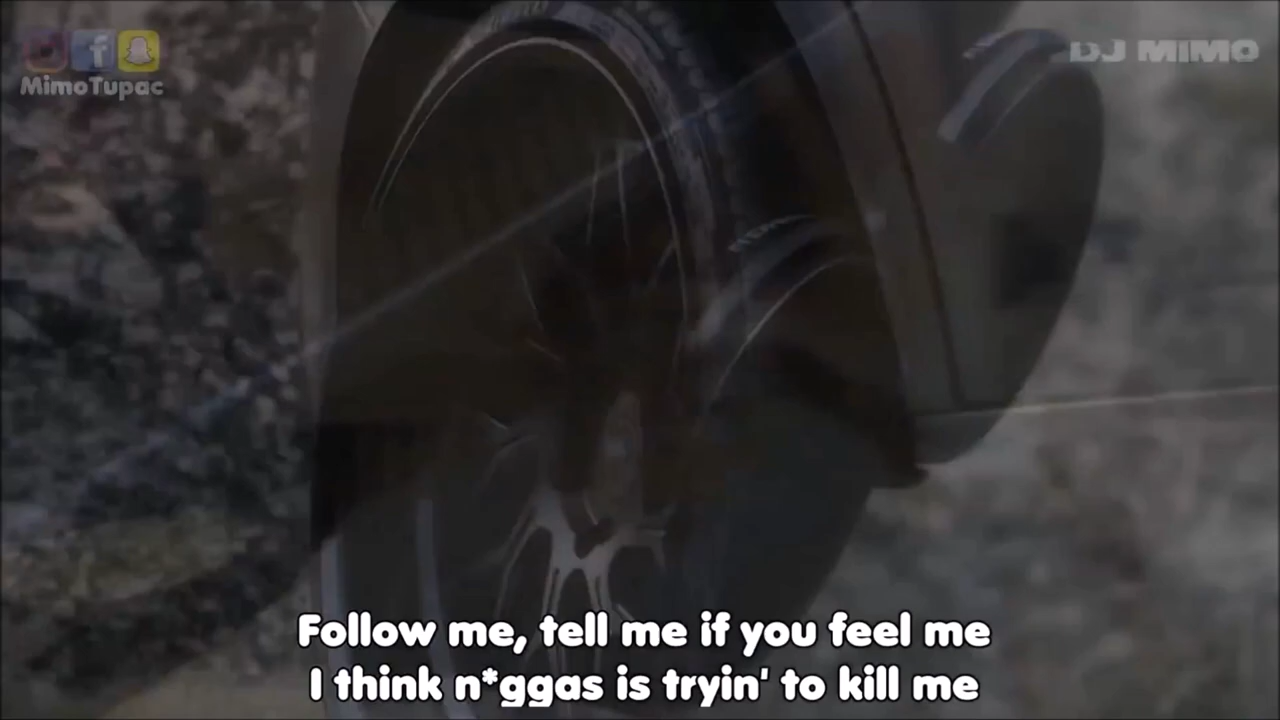 MimoTupac
DJ MIMO
Follow me, tell me if you feel me
I think n*ggas is tryin' to kill me